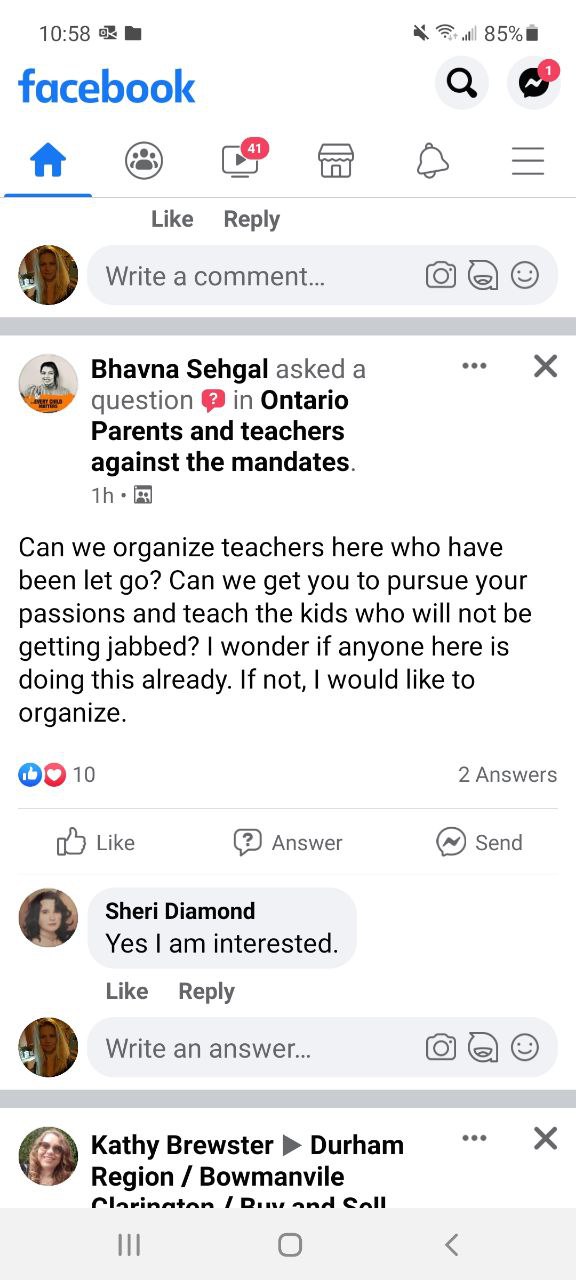 10:58
85%
facebook
1
41
Like Reply
Write a comment...
Bhavna Sehgal asked a
question ? in Ontario
Parents and teachers
against the mandates.
1h •
EVERY CHILD
MATTERS
Can we organize teachers here who have
been let go? Can we get you to pursue your
passions and teach the kids who will not be
getting jabbed? I wonder if anyone here is
doing this already. If not, I would like to
organize.
10
2 Answers
Like
Answer
Send
Sheri Diamond
Yes I am interested.
Like Reply
Write an answer...
Kathy Brewster ▶ Durham
Region / Bowmanvile
Clarington / Buy and Sell